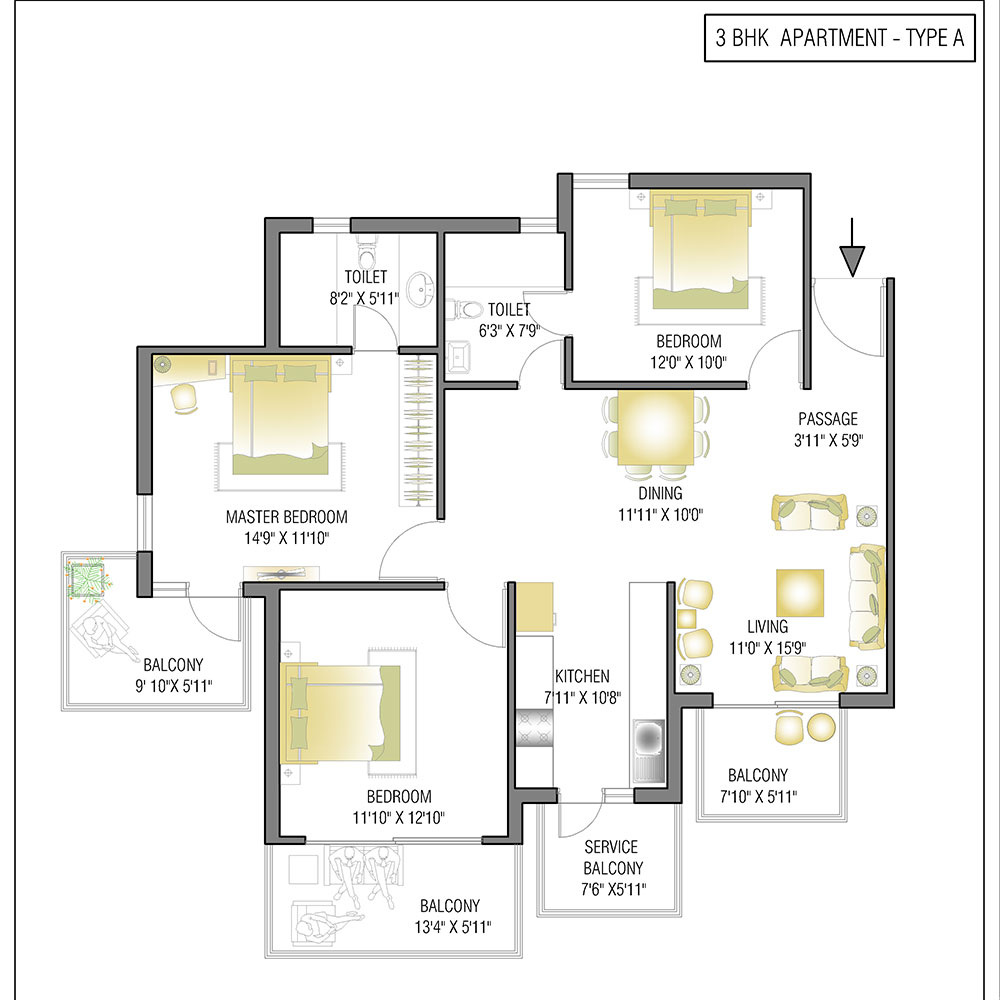 3 BHK APARTMENT - TYPE A
TOILET
8'2" X 5'11"
TOILET
6'3" X 7'9"
BEDROOM
12'0" X 10'0"
PASSAGE
3'11" X 5'9"
DINING
11'11" X 10'0"
MASTER BEDROOM
14'9" X 11'10"
LIVING
11'0" X 15'9"
BALCONY
9' 10"X 5'11"
KITCHEN
7'11" X 10'8"
BALCONY
7'10" X 5'11"
BEDROOM
11'10" X 12'10"
SERVICE
BALCONY
7'6" X5'11"
BALCONY
13'4" X 5'11"